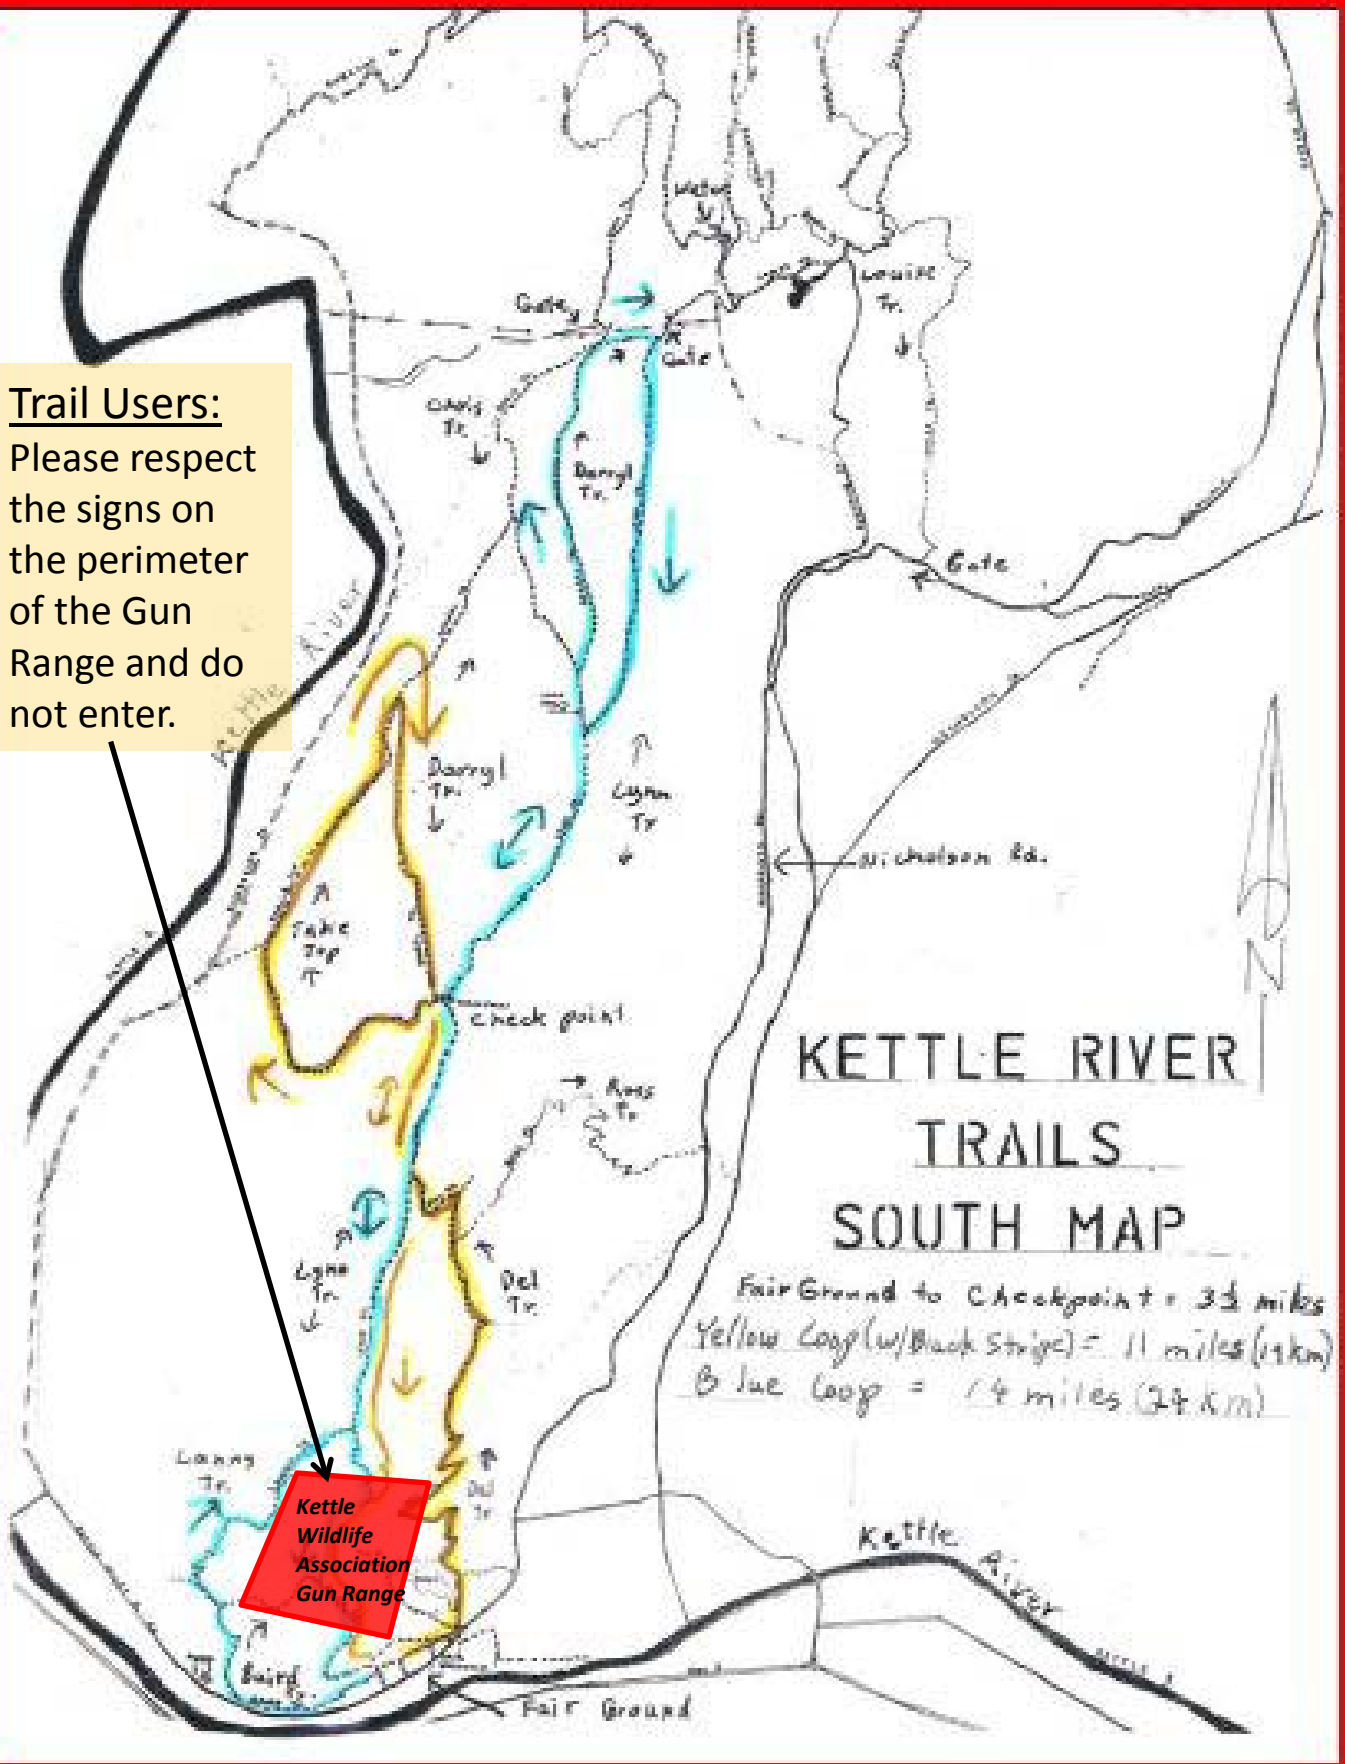 Water
Louise
Tr.
Gate
Gate
Chris
Tr.
Darryl
Tr.
Gate
Trail Users:
Please respect
the signs on
the perimeter
of the Gun
Range and do
not enter.
Kettle River
Darryl
Tr.
Lynn
Tr
Nicholson Rd.
Take
Top
N
Check point
KETTLE RIVER
TRAILS
SOUTH MAP
Ross
Tr.
Lynn
Tr.
Del
Tr.
Fair Ground to Checkpoint = 3½ miles
Yellow Loop (w/Black Stripe) = 11 miles (19km)
Blue Loop = 14 miles (24 Km)
Lanny
Tr.
Del
Tr
Kettle
Wildlife
Association
Gun Range
Kettle River
Baird
Tr.
Fair Ground